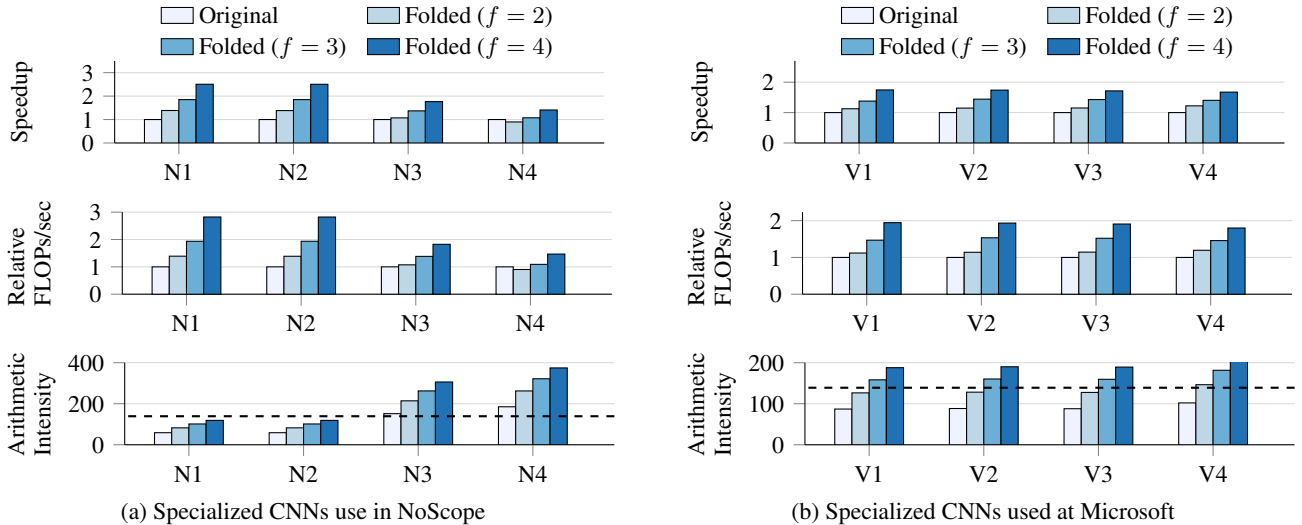 Original
Folded (f = 2)
Folded (f = 3)
Folded (f = 4)
Speedup
3
2
1
0
N1 N2 N3 N4
Relative
FLOPs/sec
3
2
1
0
N1 N2 N3 N4
Arithmetic
Intensity
400
200
0
N1 N2 N3 N4
(a) Specialized CNNs use in NoScope
Original
Folded (f = 2)
Folded (f = 3)
Folded (f = 4)
Speedup
2
1
0
V1 V2 V3 V4
Relative
FLOPs/sec
2
1
0
V1 V2 V3 V4
Arithmetic
Intensity
200
100
0
V1 V2 V3 V4
(b) Specialized CNNs used at Microsoft